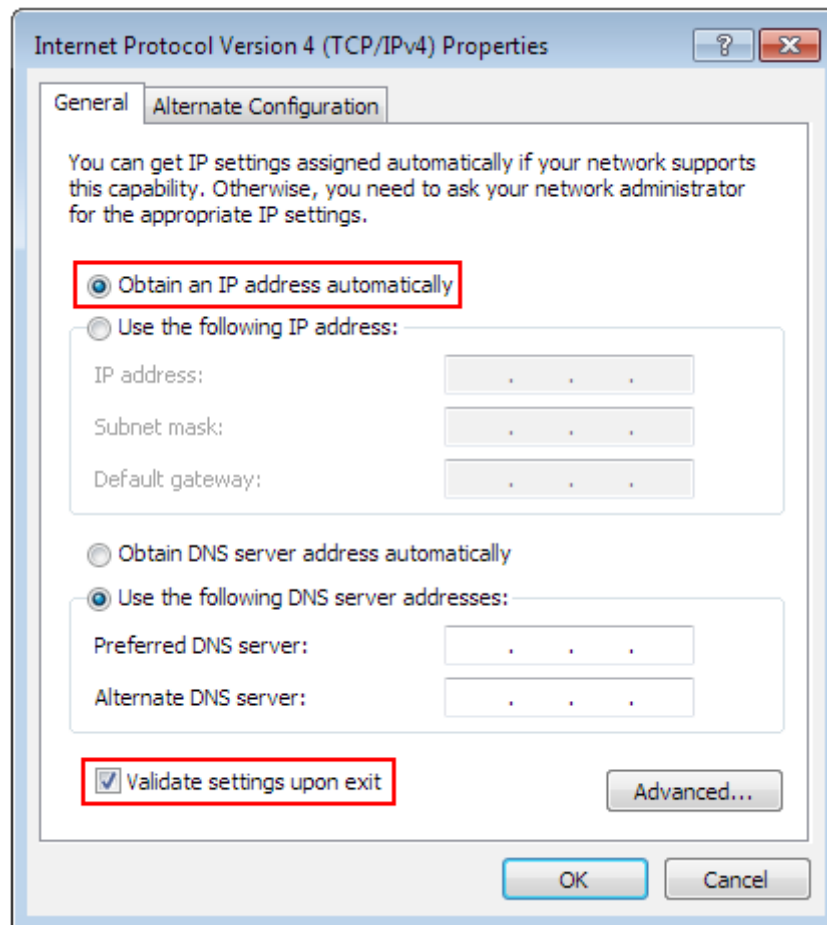 Internet Protocol Version 4 (TCP/IPv4) Properties
?
General
Alternate Configuration
You can get IP settings assigned automatically if your network supports
this capability. Otherwise, you need to ask your network administrator
for the appropriate IP settings.
Obtain an IP address automatically
Use the following IP address:
IP address:
. . .
Subnet mask:
. . .
Default gateway:
. . .
Obtain DNS server address automatically
Use the following DNS server addresses:
Preferred DNS server:
. . .
Alternate DNS server:
. . .
Validate settings upon exit
Advanced...
OK
Cancel